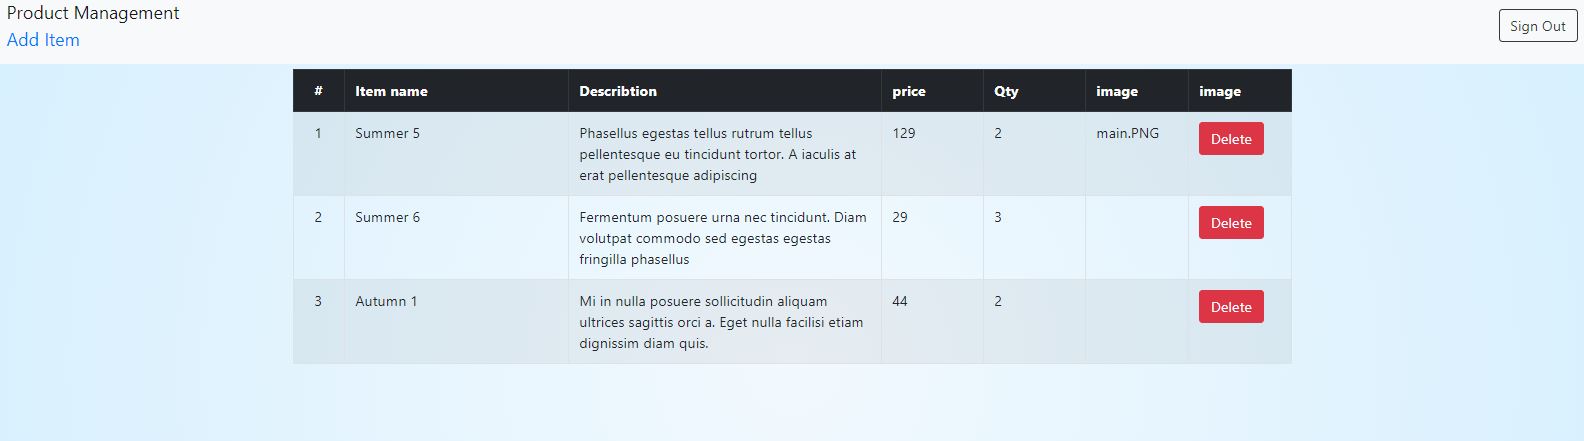 Product Management
Add Item
Sign Out
# Item name Describtion price Qty image image
1 Summer 5 Phasellus egestas tellus rutrum tellus 129 2 main.PNG Delete
pellentesque eu tincidunt tortor. A iaculis at
erat pellentesque adipiscing
2 Summer 6 Fermentum posuere urna nec tincidunt. Diam 29 3 Delete
volutpat commodo sed egestas egestas
fringilla phasellus
3 Autumn 1 Mi in nulla posuere sollicitudin aliquam 44 2 Delete
ultrices sagittis orci a. Eget nulla facilisi etiam
dignissim diam quis.